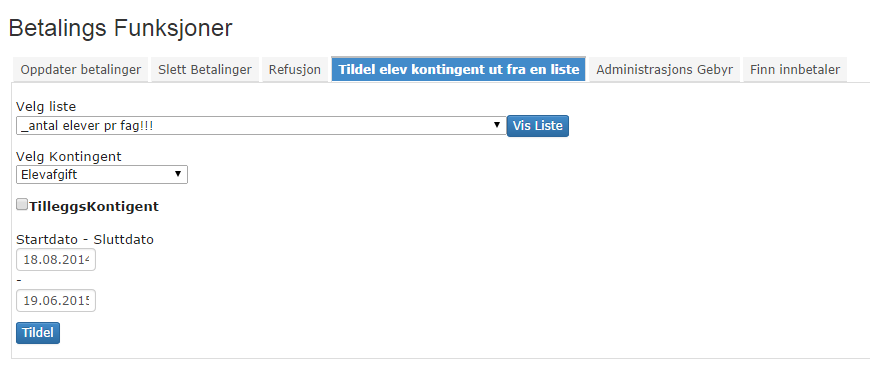 Betalings Funksjoner
Oppdater betalinger Slett Betalinger Refusjon Tildel elev kontingent ut fra en liste Administrasjons Gebyr Finn innbetaler
Velg liste
_antal elever pr fag!!! Vis Liste
Velg Kontingent
Elevafgift
TilleggsKontigent
Startdato - Sluttdato
18.08.2014
-
19.06.2015
Tildel